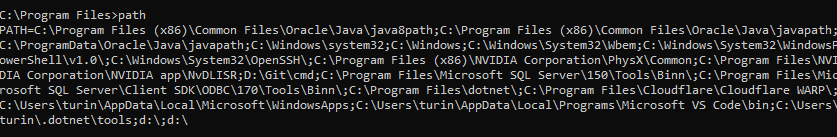 C:\Program Files>path
PATH=C:\Program Files (x86)\Common Files\Oracle\Java\java8path;C:\Program Files (x86)\Common Files\Oracle\Java\javapath;
C:\ProgramData\Oracle\Java\javapath;C:\Windows\system32;C:\Windows;C:\Windows\System32\Wbem;C:\Windows\System32\WindowsP
owerShell\v1.0\;C:\Windows\System32\OpenSSH\;C:\Program Files (x86)\NVIDIA Corporation\PhysX\Common;C:\Program Files\NVI
DIA Corporation\NVIDIA app\NvDLISR;D:\Git\cmd;C:\Program Files\Microsoft SQL Server\150\Tools\Binn\;C:\Program Files\Mic
rosoft SQL Server\Client SDK\ODBC\170\Tools\Binn\;C:\Program Files\dotnet\;C:\Program Files\Cloudflare\Cloudflare WARP\;
C:\Users\turin\AppData\Local\Microsoft\WindowsApps;C:\Users\turin\AppData\Local\Programs\Microsoft VS Code\bin;C:\Users\
turin\.dotnet\tools;d:\;d:\